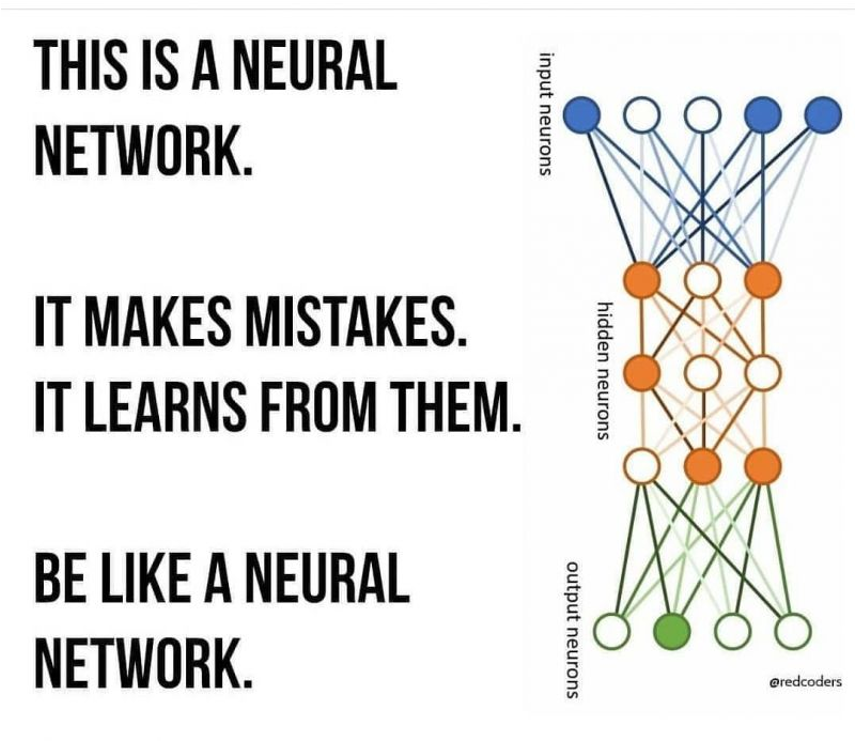 THIS IS A NEURAL
NETWORK.
IT MAKES MISTAKES.
IT LEARNS FROM THEM.
BE LIKE A NEURAL
NETWORK.
input neurons
hidden neurons
output neurons
@redcoders